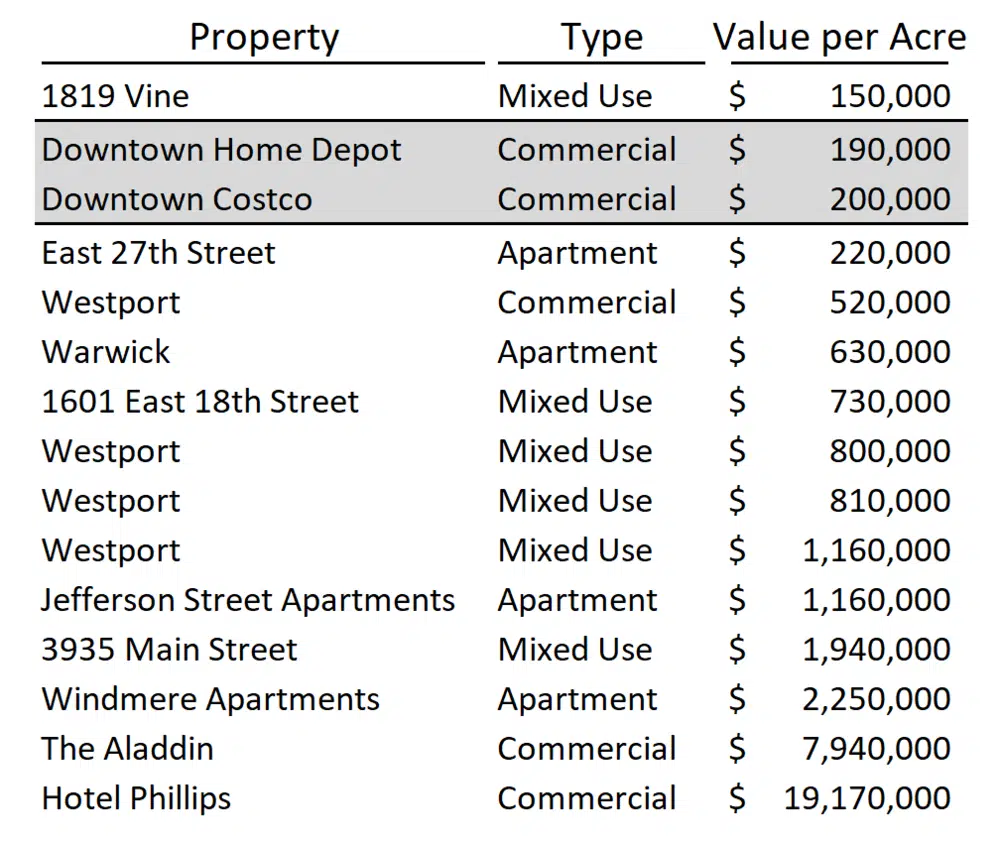 Property Type Value per Acre
1819 Vine Mixed Use $ 150,000
Downtown Home Depot Commercial $ 190,000
Downtown Costco Commercial $ 200,000
East 27th Street Apartment $ 220,000
Westport Commercial $ 520,000
Warwick Apartment $ 630,000
1601 East 18th Street Mixed Use $ 730,000
Westport Mixed Use $ 800,000
Westport Mixed Use $ 810,000
Westport Mixed Use $ 1,160,000
Jefferson Street Apartments Apartment $ 1,160,000
3935 Main Street Mixed Use $ 1,940,000
Windmere Apartments Apartment $ 2,250,000
The Aladdin Commercial $ 7,940,000
Hotel Phillips Commercial $ 19,170,000